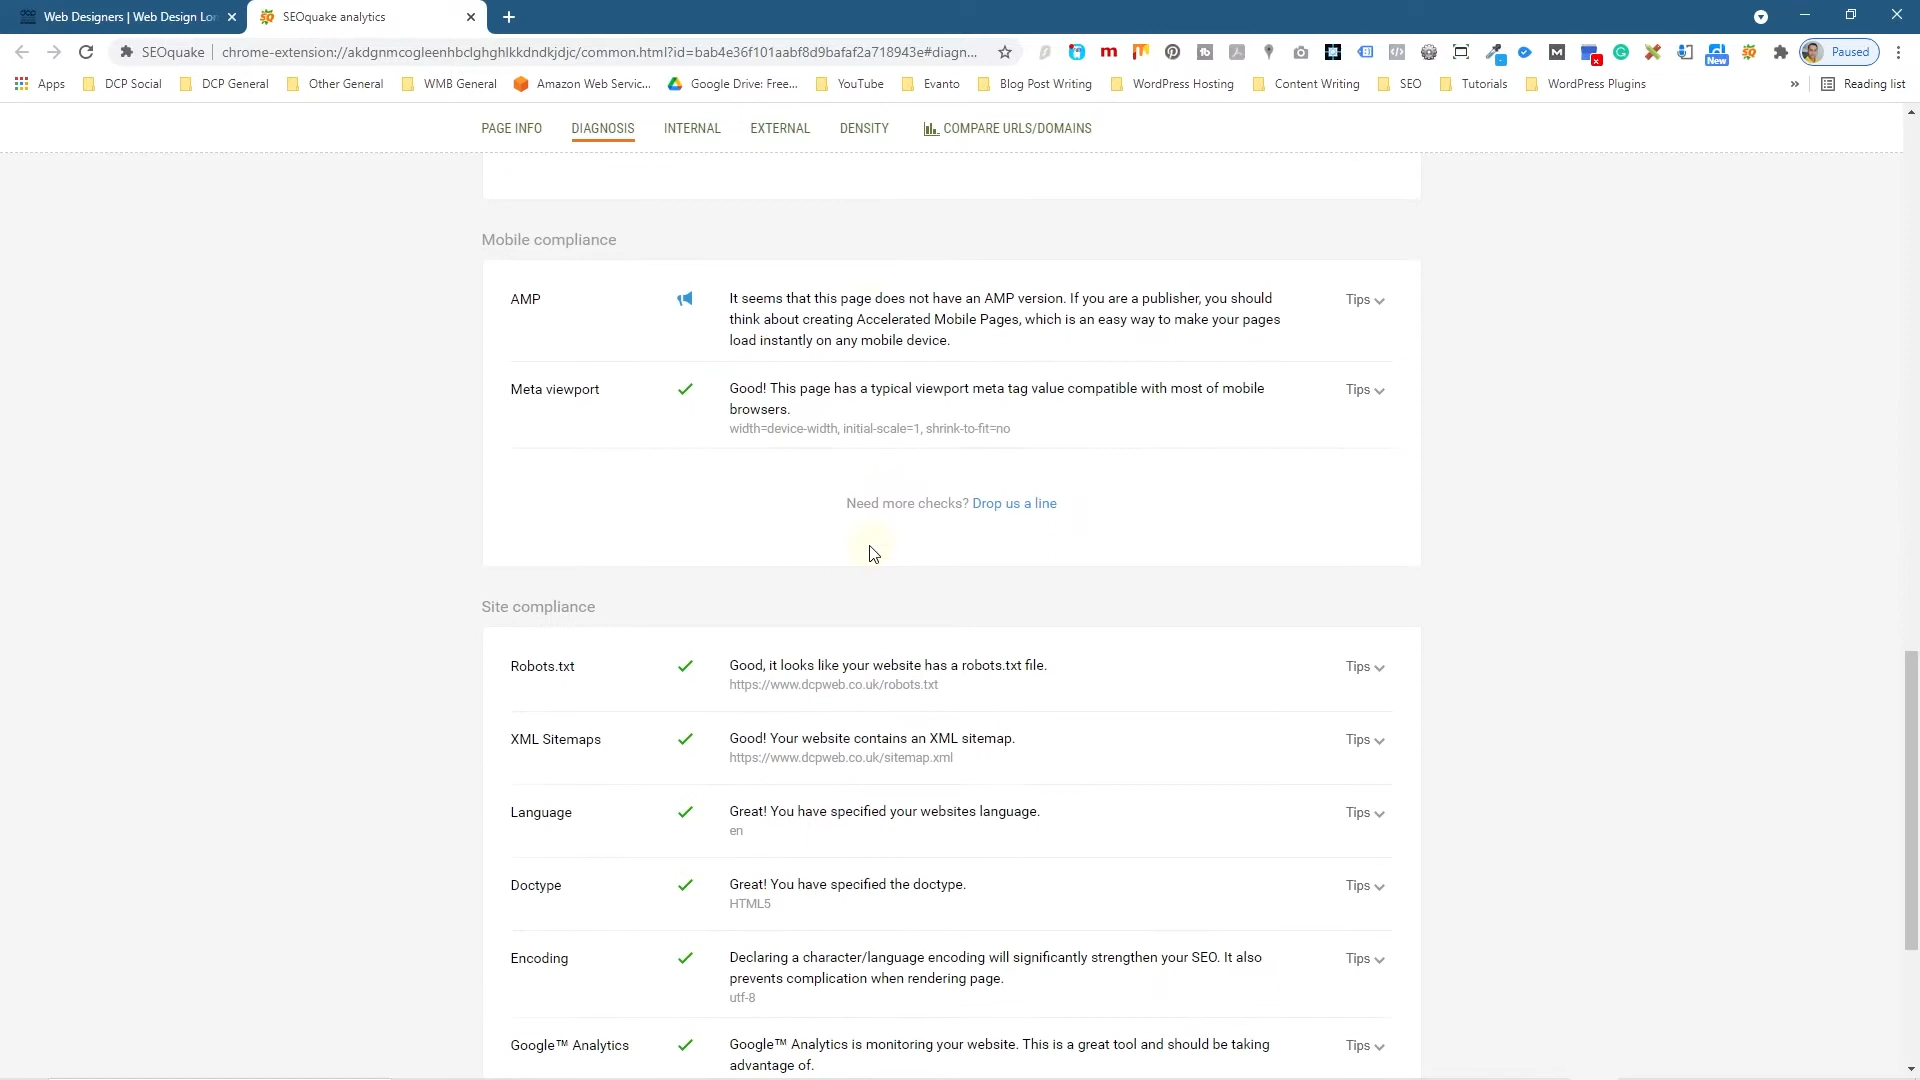 Web Designers | Web Design Lon
SEOquake analytics
SEOquake
chrome-extension://akdgnmcogleenhbclghghlkkdndkjdjc/common.html?id=bab4e36f101aabf8d9bafaf2a718943e#diagn...
New
Paused
Apps
DCP Social
DCP General
Other General
WMB General
Amazon Web Servic...
Google Drive: Free...
YouTube
Evanto
Blog Post Writing
WordPress Hosting
Content Writing
SEO
Tutorials
WordPress Plugins
»
Reading list
PAGE INFO
DIAGNOSIS
INTERNAL
EXTERNAL
DENSITY
COMPARE URLS/DOMAINS
Mobile compliance
AMP
It seems that this page does not have an AMP version. If you are a publisher, you should
think about creating Accelerated Mobile Pages, which is an easy way to make your pages
load instantly on any mobile device.
Tips
Meta viewport
Good! This page has a typical viewport meta tag value compatible with most of mobile
browsers.
width=device-width, initial-scale=1, shrink-to-fit=no
Tips
Need more checks? Drop us a line
Site compliance
Robots.txt
Good, it looks like your website has a robots.txt file.
https://www.dcpweb.co.uk/robots.txt
Tips
XML Sitemaps
Good! Your website contains an XML sitemap.
https://www.dcpweb.co.uk/sitemap.xml
Tips
Language
Great! You have specified your websites language.
en
Tips
Doctype
Great! You have specified the doctype.
HTML5
Tips
Encoding
Declaring a character/language encoding will significantly strengthen your SEO. It also
prevents complication when rendering page.
utf-8
Tips
Google™ Analytics
Google™ Analytics is monitoring your website. This is a great tool and should be taking
advantage of.
Tips